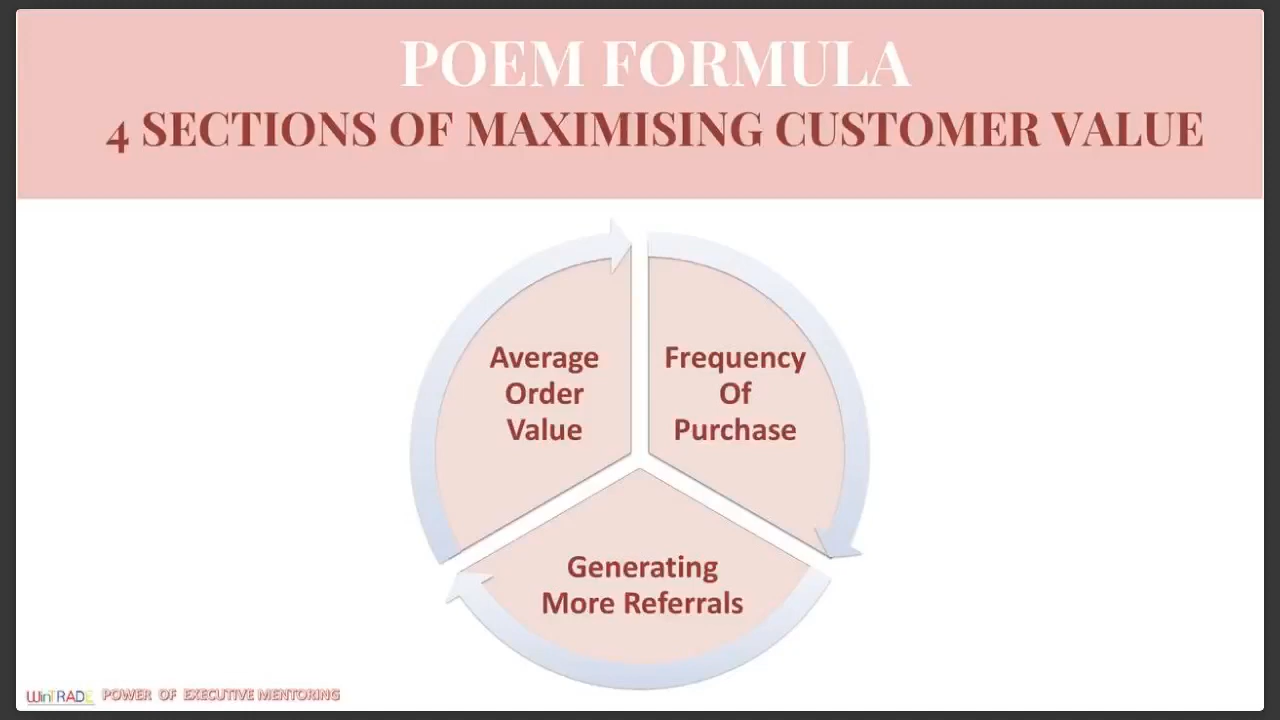 POEM FORMULA
4 SECTIONS OF MAXIMISING CUSTOMER VALUE
Average
Order
Value
Frequency
Of
Purchase
Generating
More Referrals
WinTRADE POWER OF EXECUTIVE MENTORING